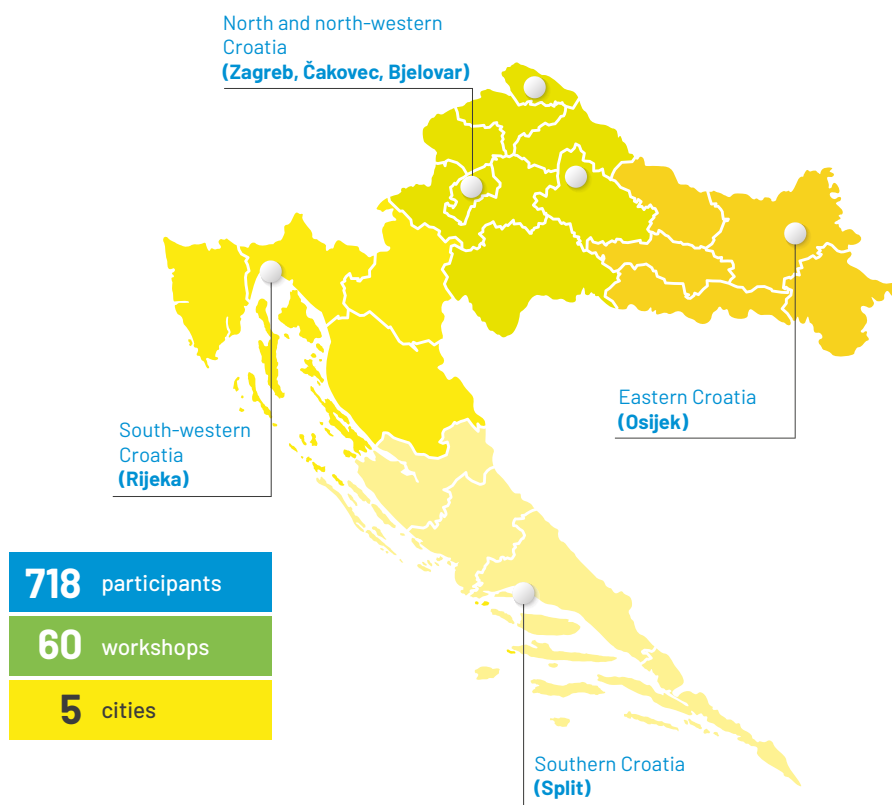 North and north-western
Croatia
(Zagreb, Čakovec, Bjelovar)
Eastern Croatia
(Osijek)
South-western
Croatia
(Rijeka)
718 participants
60 workshops
5 cities
Southern Croatia
(Split)